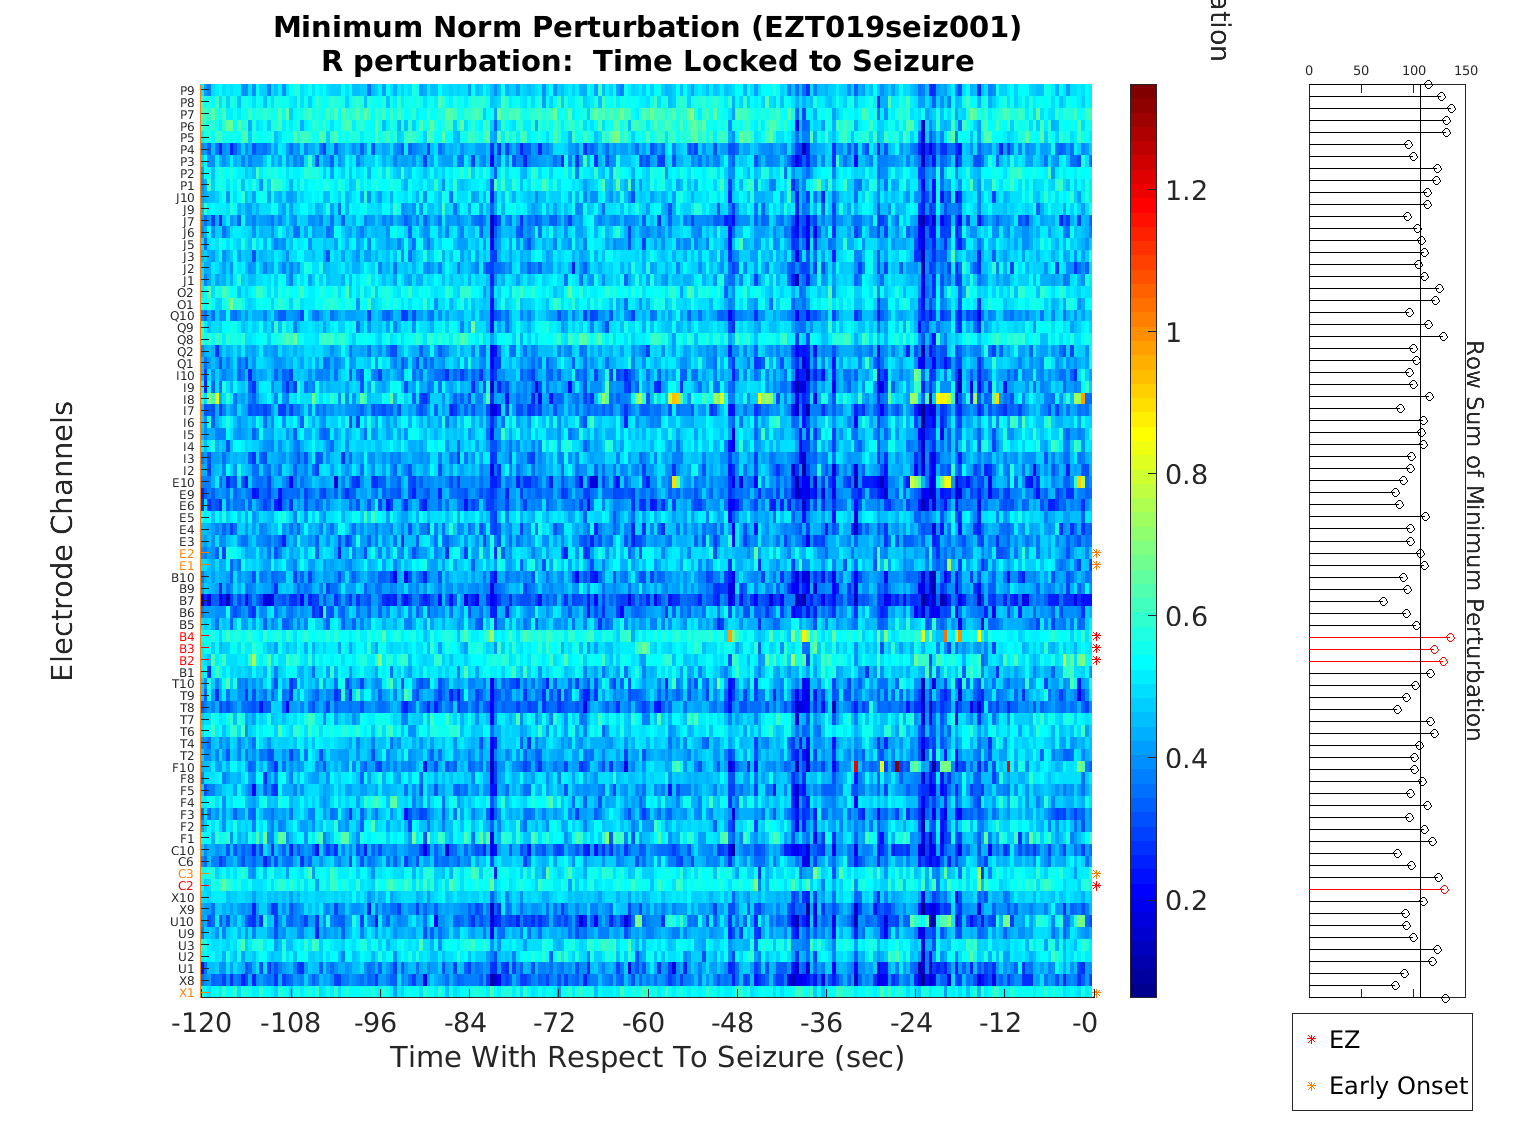 Minimum Norm Perturbation (EZT019seiz001)
R perturbation:  Time Locked to Seizure
ation
Electrode Channels
P9
P8
P7
P6
P5
P4
P3
P2
P1
J10
J9
J7
J6
J5
J3
J2
J1
O2
O1
Q10
Q9
Q8
Q2
Q1
I10
I9
I8
I7
I6
I5
I4
I3
I2
E10
E9
E6
E5
E4
E3
E2
E1
B10
B9
B7
B6
B5
B4
B3
B2
B1
T10
T9
T8
T7
T6
T4
T2
F10
F8
F5
F4
F3
F2
F1
C10
C6
C3
C2
X10
X9
U10
U9
U3
U2
U1
X8
X1
-120 -108 -96 -84 -72 -60 -48 -36 -24 -12 -0
Time With Respect To Seizure (sec)
1.2
1
0.8
0.6
0.4
0.2
0 50 100 150
Row Sum of Minimum Perturbation
EZ
Early Onset